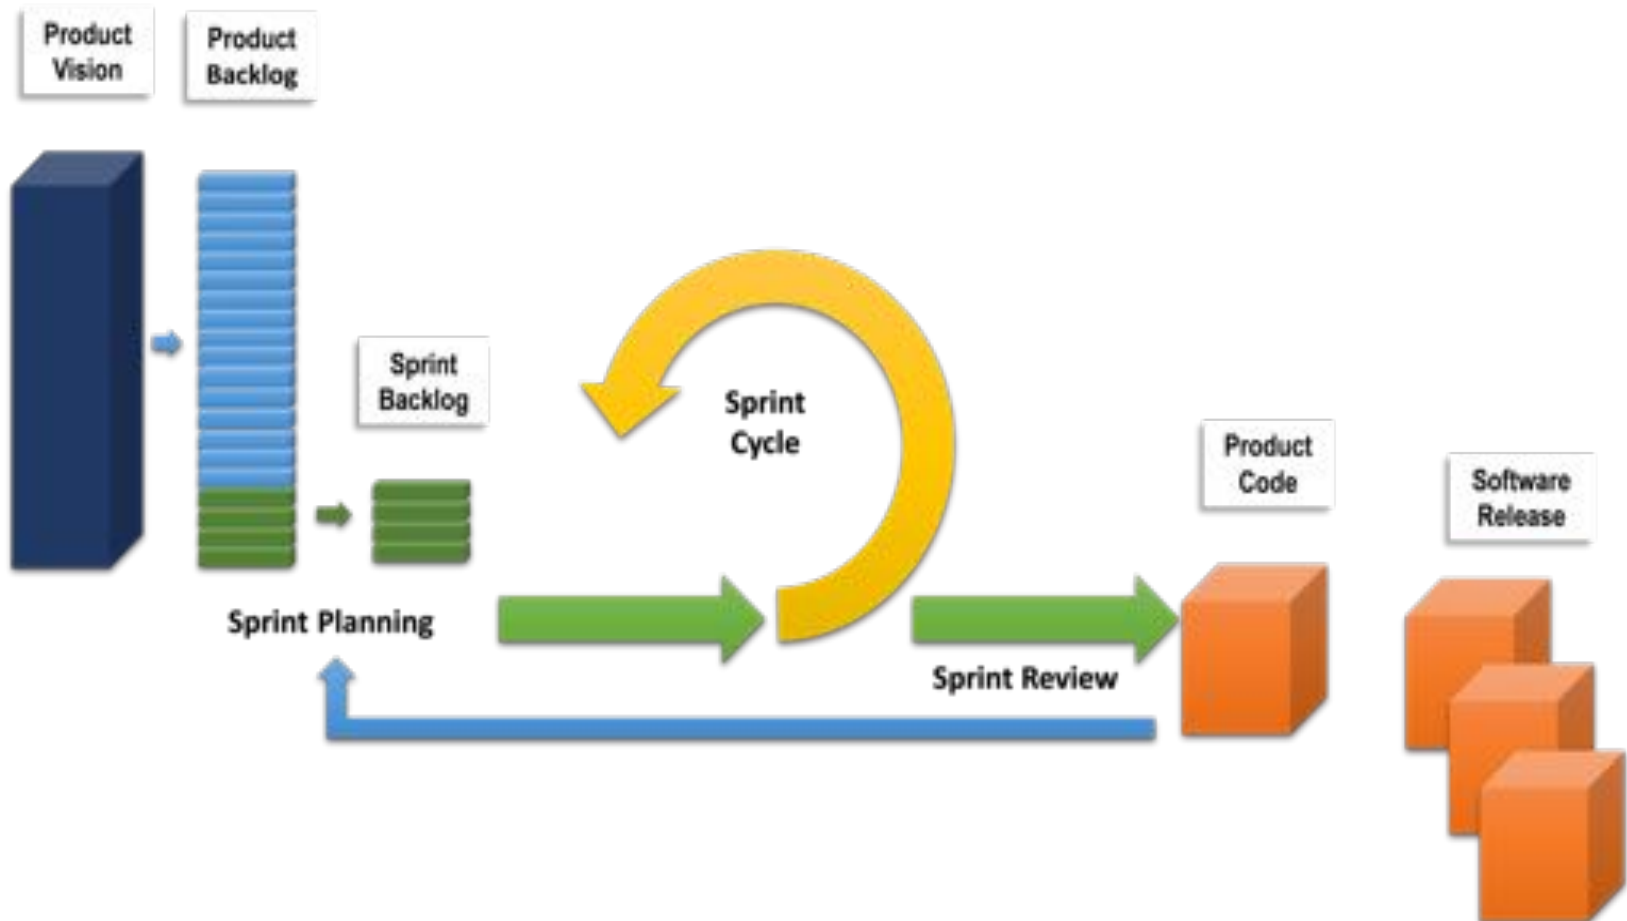 Product
Vision
Product
Backlog
Sprint
Backlog
Sprint
Cycle
Product
Code
Software
Release
Sprint Planning
Sprint Review